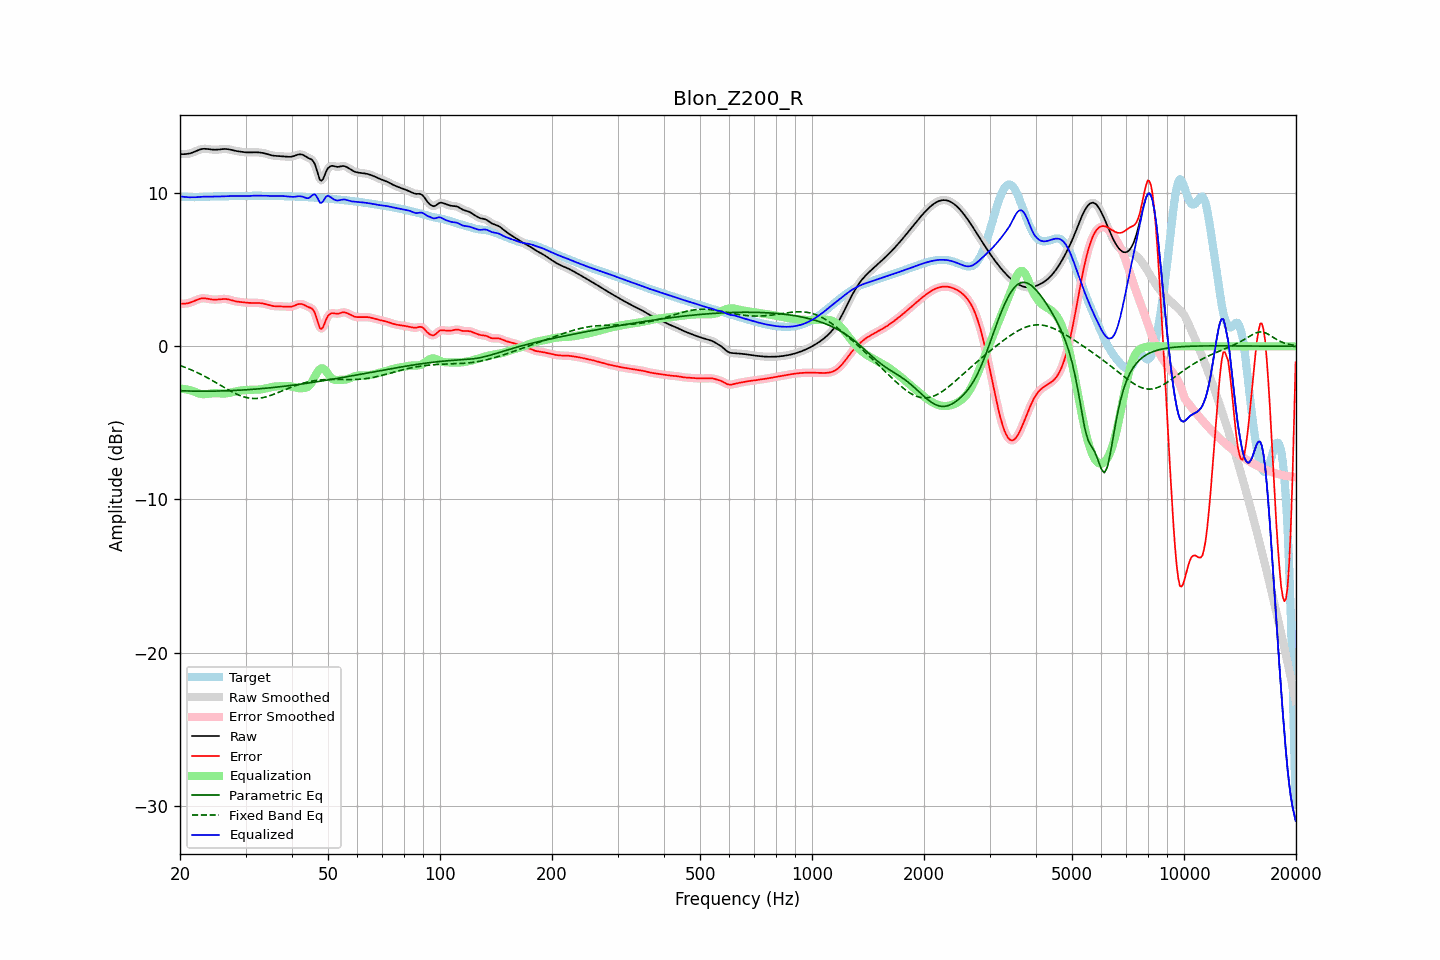 Blon_Z200_R
Amplitude (dBr)
10
0
−10
−20
−30
Target
Raw Smoothed
Error Smoothed
Raw
Error
Equalization
Parametric Eq
Fixed Band Eq
Equalized
20 50 100 200 500 1000 2000 5000 10000 20000
Frequency (Hz)